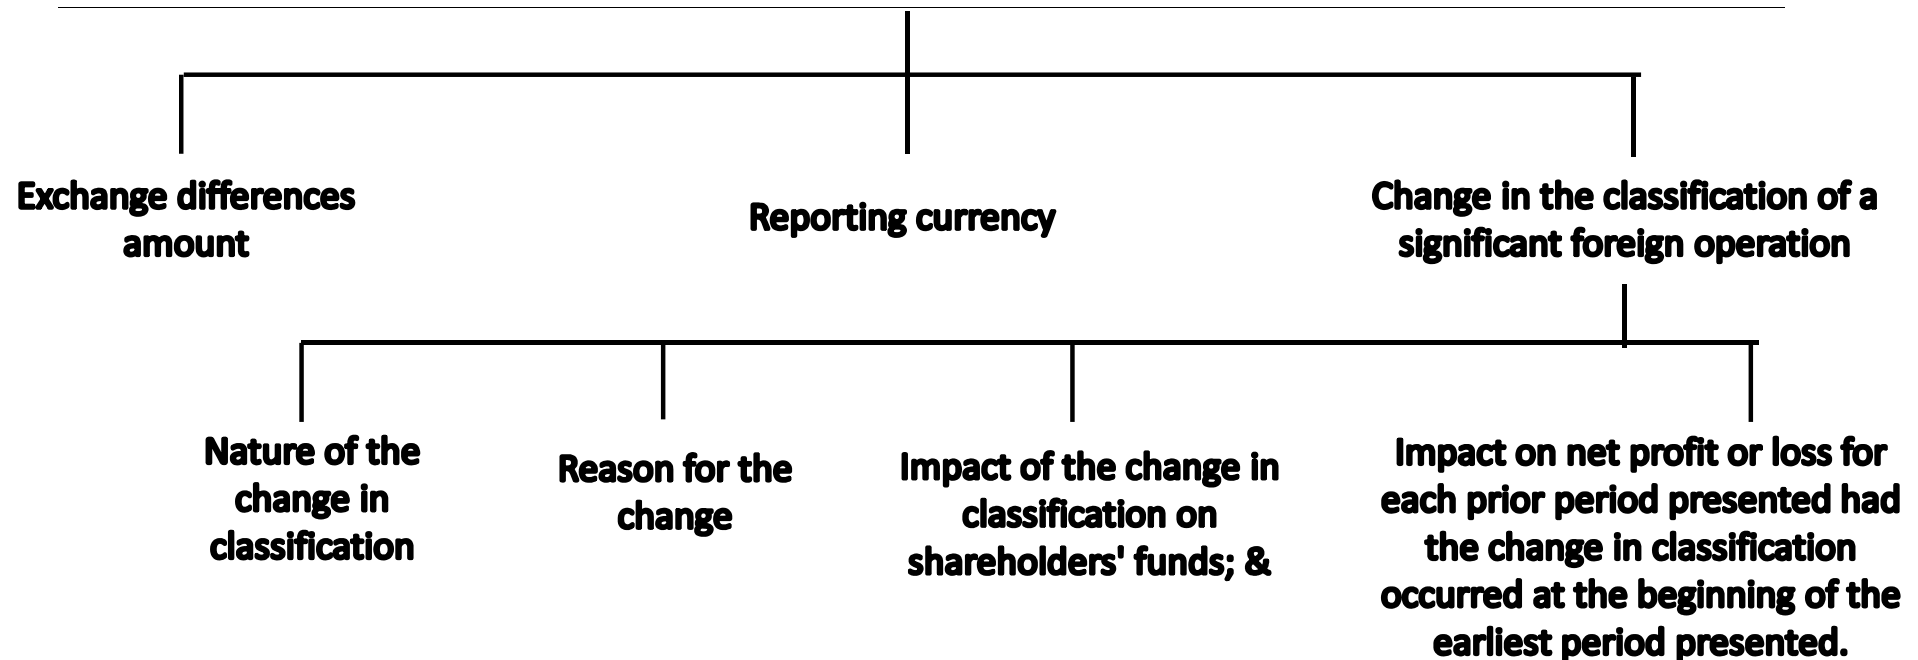 Exchange differences
amount
Reporting currency
Change in the classification of a
significant foreign operation
Nature of the
change in
classification
Reason for the
change
Impact of the change in
classification on
shareholders' funds; &
Impact on net profit or loss for
each prior period presented had
the change in classification
occurred at the beginning of the
earliest period presented.